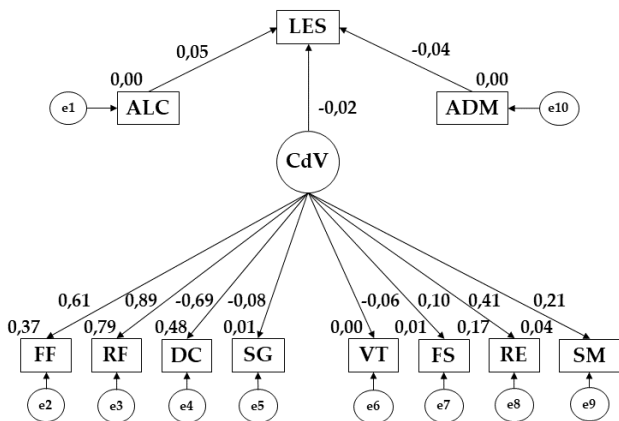 LES
0,05 -0,04
0,00 0,00
e1 ALC -0,02 ADM e10
CdV
0,61 0,89 -0,69 -0,08 -0,06 0,10 0,41 0,21
0,37 0,79 0,48 0,01 0,00 0,01 0,17 0,04
FF RF DC SG VT FS RE SM
e2 e3 e4 e5 e6 e7 e8 e9